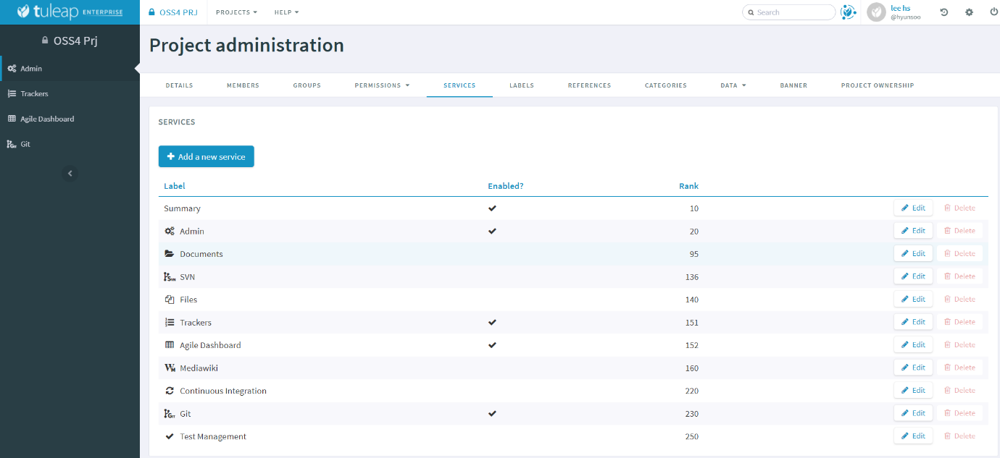 tuleap ENTERPRISE
OSS4 PRJ
PROJECTS
HELP
Search
lee hs
@hyunsoo
OSS4 Prj
Admin
Trackers
Agile Dashboard
Git
Project administration
DETAILS MEMBERS GROUPS PERMISSIONS SERVICES LABELS REFERENCES CATEGORIES DATA BANNER PROJECT OWNERSHIP
SERVICES
Add a new service
Label Enabled? Rank
Summary 10 Edit Delete
Admin 20 Edit Delete
Documents 95 Edit Delete
SVN SVN 136 Edit Delete
Files 140 Edit Delete
Trackers 151 Edit Delete
Agile Dashboard 152 Edit Delete
Mediawiki 160 Edit Delete
Continuous Integration 220 Edit Delete
Git 230 Edit Delete
Test Management 250 Edit Delete